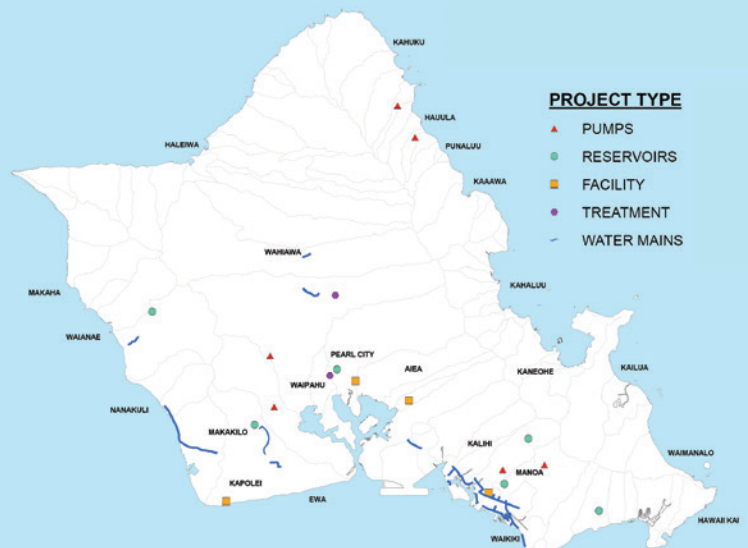 KAHUKU
PROJECT TYPE
HAUULA
PUMPS
HALEIWA
PUNALUU
RESERVOIRS
KAAAWA
FACILITY
TREATMENT
WAHIAWA
WATER MAINS
MAKAHA
KAHALUU
WAIANAE
PEARL CITY
AIEA
KANEOHE
KAILUA
WAIPAHU
NANAKULI
MAKAKILO
KALIHI
WAIMANALO
MANOA
KAPOLEI
EWA
HAWAII KAI
WAIKIKI